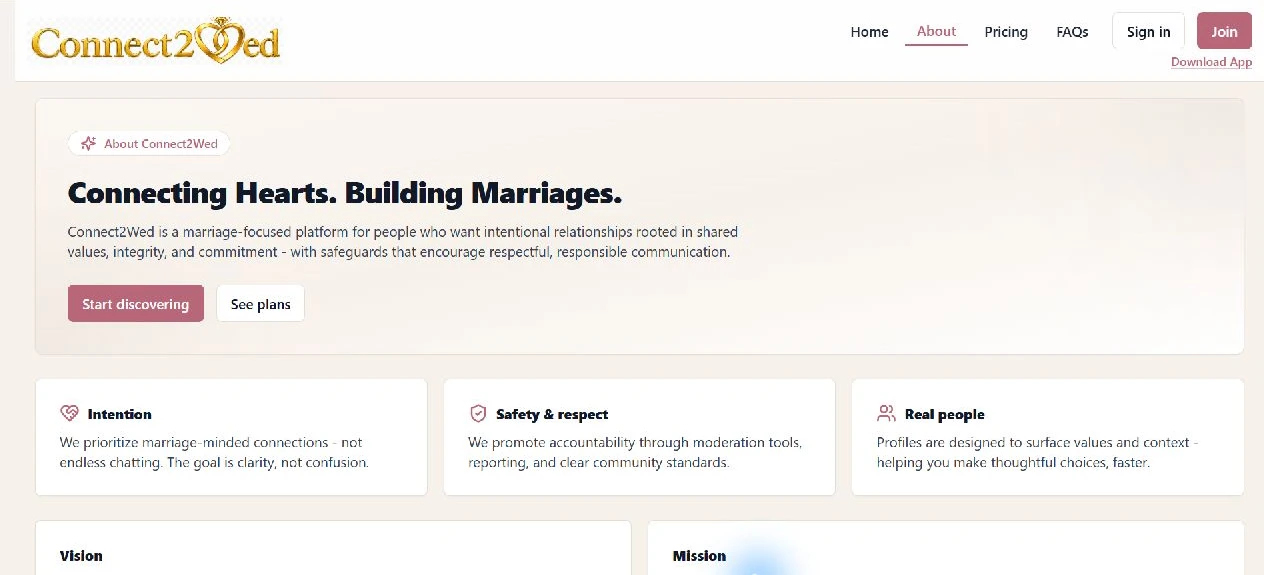 Connect2Wed
Home
About
Pricing
FAQs
Sign in
Join
Download App
About Connect2Wed
Connecting Hearts. Building Marriages.
Connect2Wed is a marriage-focused platform for people who want intentional relationships rooted in shared
values, integrity, and commitment - with safeguards that encourage respectful, responsible communication.
Start discovering
See plans
Intention
We prioritize marriage-minded connections - not
endless chatting. The goal is clarity, not confusion.
Safety & respect
We promote accountability through moderation tools,
reporting, and clear community standards.
Real people
Profiles are designed to surface values and context -
helping you make thoughtful choices, faster.
Vision
Mission